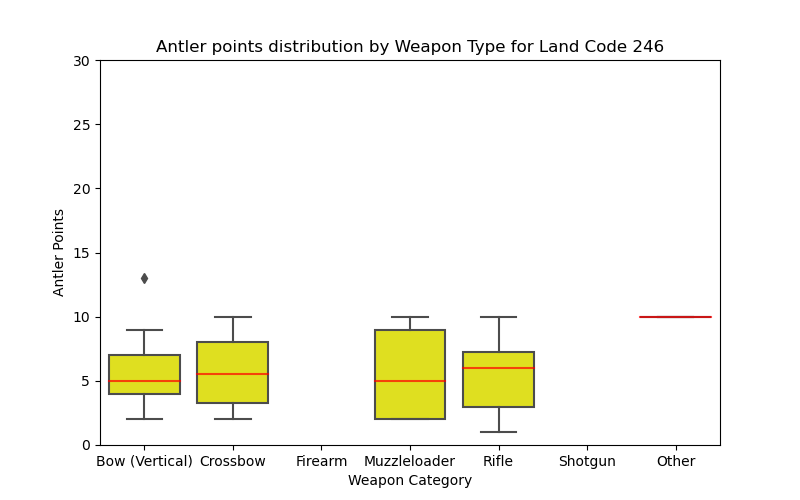 Antler points distribution by Weapon Type for Land Code 246
30
25
20
15
10
5
0
Antler Points
Bow (Vertical) Crossbow Firearm Muzzleloader Rifle Shotgun Other
Weapon Category